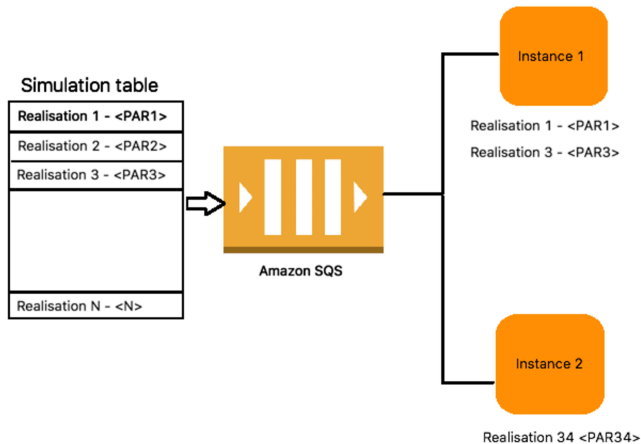 Simulation table
Realisation 1 - <PAR1>
Realisation 2 - <PAR2>
Realisation 3 - <PAR3>
Realisation N - <N>
Amazon SQS
Instance 1
Realisation 1 - <PAR1>
Realisation 3 - <PAR3>
Instance 2
Realisation 34 <PAR34>